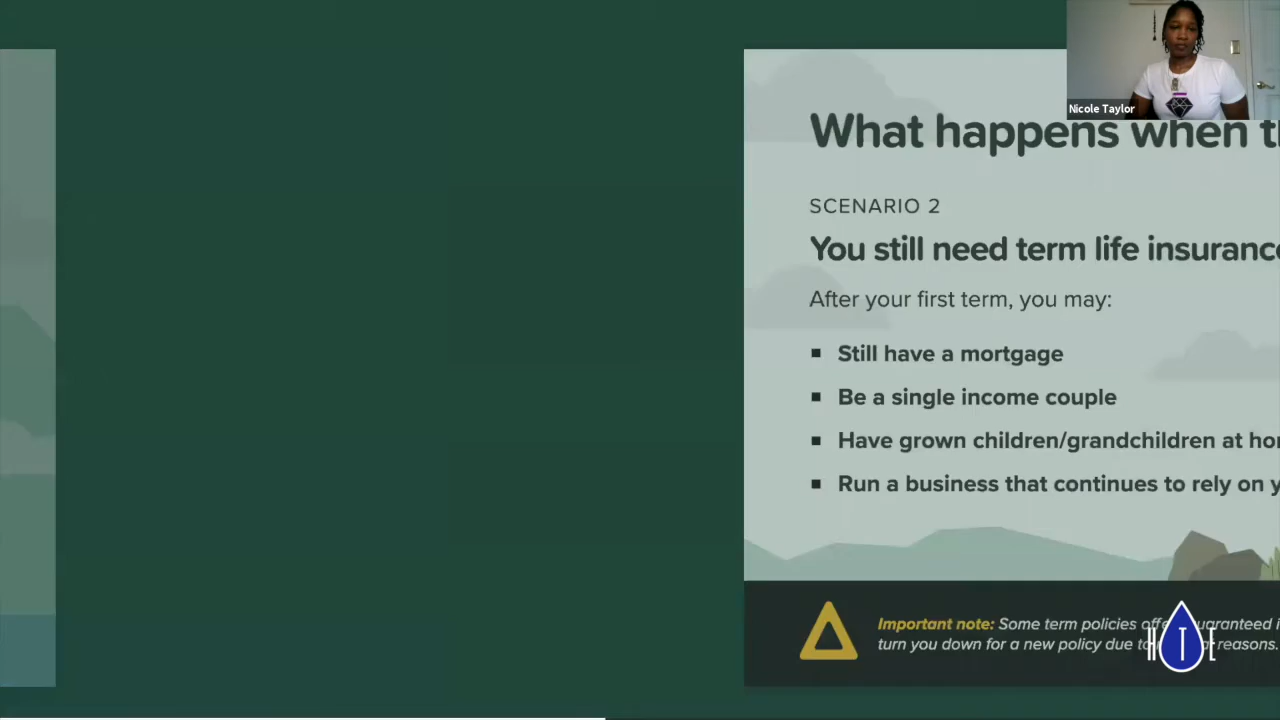 Nicole Taylor
What happens when
SCENARIO 2
You still need term life insuranc
After your first term, you may:
▪ Still have a mortgage
▪ Be a single income couple
▪ Have grown children/grandchildren at
▪ Run a business that continues to rely on
Important note: Some term policies
turn you down for a new policy due reasons.
HTE